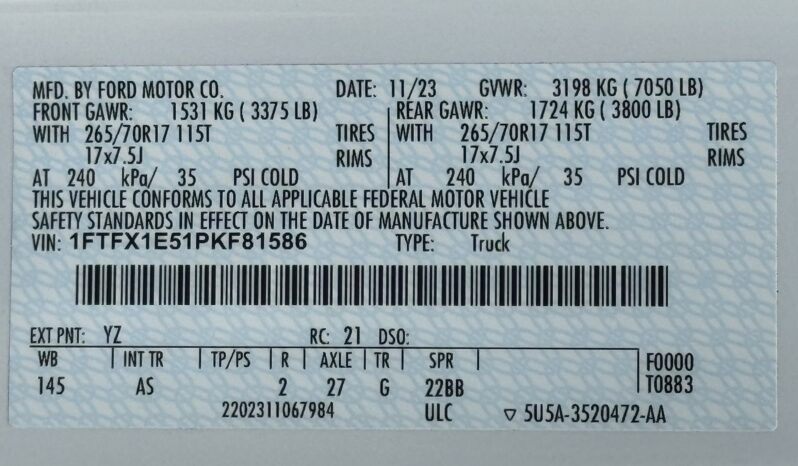 MFD. BY FORD MOTOR CO. DATE: 11/23 GVWR: 3198 KG ( 7050 LB)
FRONT GAWR: 1531 KG ( 3375 LB) REAR GAWR: 1724 KG ( 3800 LB)
WITH 265/70R17 115T TIRES WITH 265/70R17 115T TIRES
17x7.5J RIMS 17x7.5J RIMS
AT 240 kPa/ 35 PSI COLD AT 240 kPa/ 35 PSI COLD
THIS VEHICLE CONFORMS TO ALL APPLICABLE FEDERAL MOTOR VEHICLE
SAFETY STANDARDS IN EFFECT ON THE DATE OF MANUFACTURE SHOWN ABOVE.
VIN: 1FTFX1E51PKF81586 TYPE: Truck
EXT PNT: YZ RC: 21 DSO:
WB INT TR TP/PS R AXLE TR SPR F0000
145 AS 2 27 G 22BB T0883
2202311067984 ULC ▽ 5U5A-3520472-AA